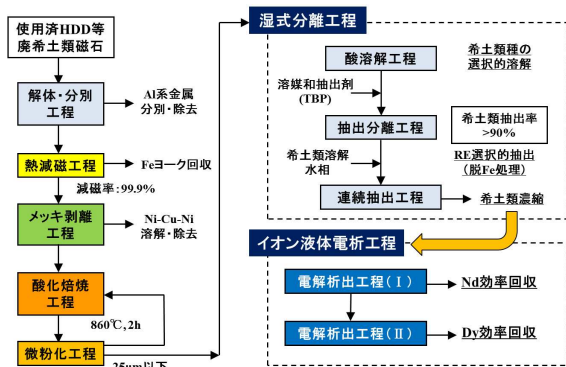 使用済HDD等
廃希土類磁石
解体・分別
工程
Al系金属
分別・除去
熱減磁工程
Feヨーク回収
減磁率：99.9%
メッキ剥離
工程
Ni-Cu-Ni
溶解・除去
酸化焙焼
工程
860℃, 2h
微粉化工程
25μm以下
湿式分離工程
酸溶解工程
希土類種の
選択的溶解
溶媒和抽出剤
(TBP)
抽出分離工程
希土類抽出率
>90%
希土類溶解
水相
RE選択的抽出
（脱Fe処理）
連続抽出工程
希土類濃縮
イオン液体電析工程
電解析出工程(Ⅰ)
Nd効率回収
電解析出工程(Ⅱ)
Dy効率回収